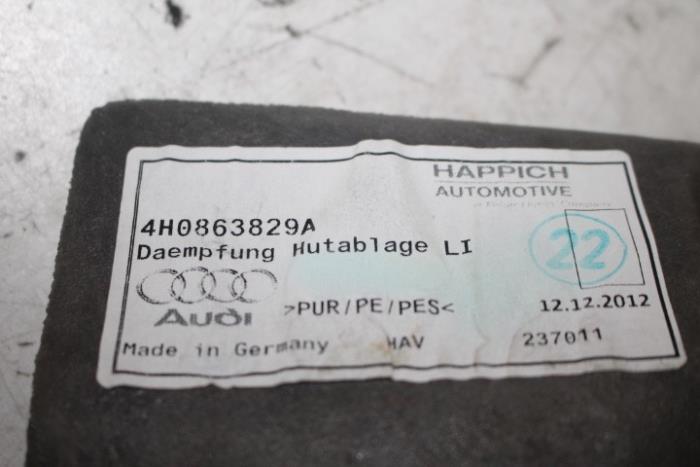 HAPPICH
AUTOMOTIVE
4H0863829A
Daempfung Hutablage LI
22
Audi
>PUR/PE/PES<
12.12.2012
Made in Germany
HAV
237011